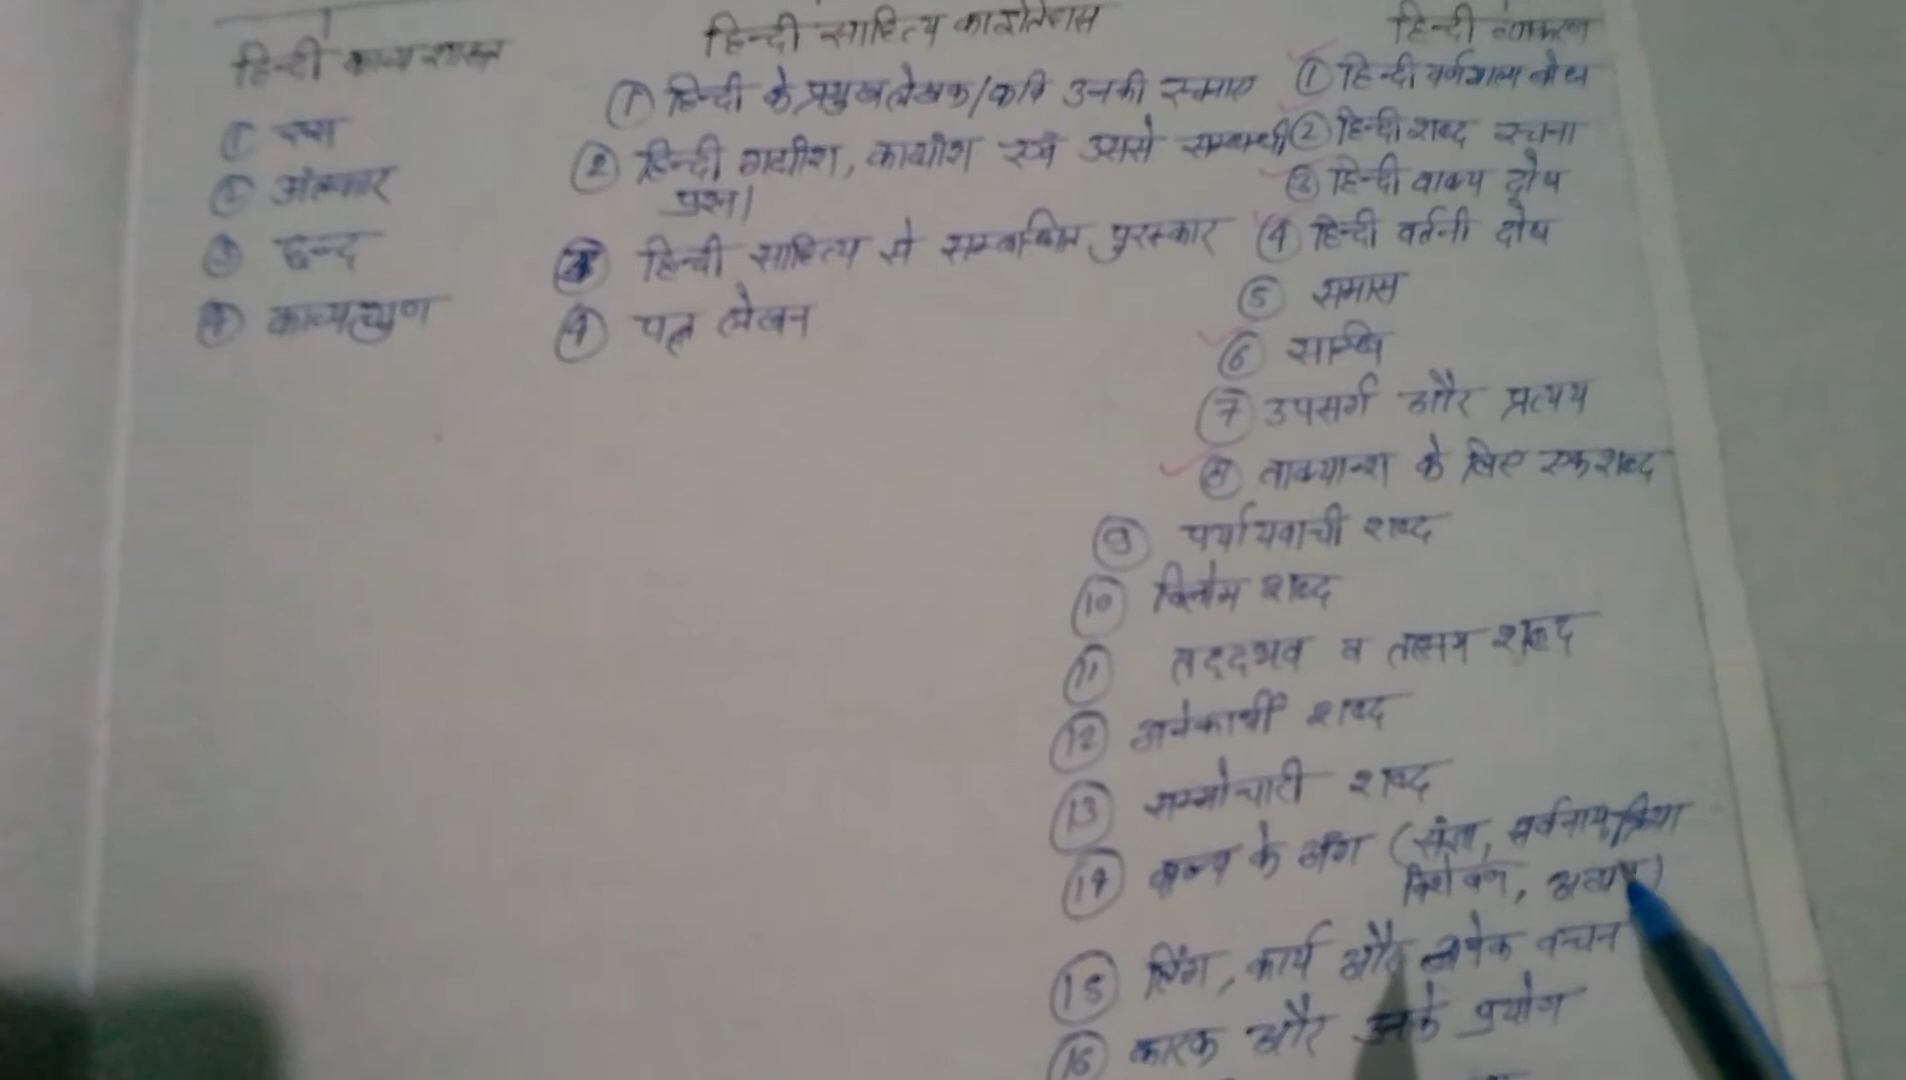 हिन्दी काव्य शास्त्र
① रस
② अलंकार
③ छन्द
④ काव्यगुण
हिन्दी साहित्य का इतिहास
① हिन्दी के प्रमुख लेखक/कवि उनकी रचनाए
② हिन्दी गद्यांश, काव्यांश एवं उससे सम्बन्धी
प्रश्न।
③ हिन्दी साहित्य से सम्बन्धित पुरस्कार
④ पत्र लेखन
हिन्दी व्याकरण
① हिन्दी वर्णमाला बोध
② हिन्दी शब्द रचना
③ हिन्दी वाक्य दोष
④ हिन्दी वर्तनी दोष
⑤ समास
⑥ सन्धि
⑦ उपसर्ग और प्रत्यय
⑧ वाक्यान्श के लिए एक शब्द
⑨ पर्यायवाची शब्द
⑩ विलोम शब्द
⑪ तद्दभव व तत्सम शब्द
⑫ अनेकार्थी शब्द
⑬ शब्द
⑭ के अंग (संज्ञा, सर्वनाम, क्रिया
विशेषण, अव्यय)
⑮ लिंग, कार्य और अनेक वचन
⑯ कारक और उनके प्रयोग